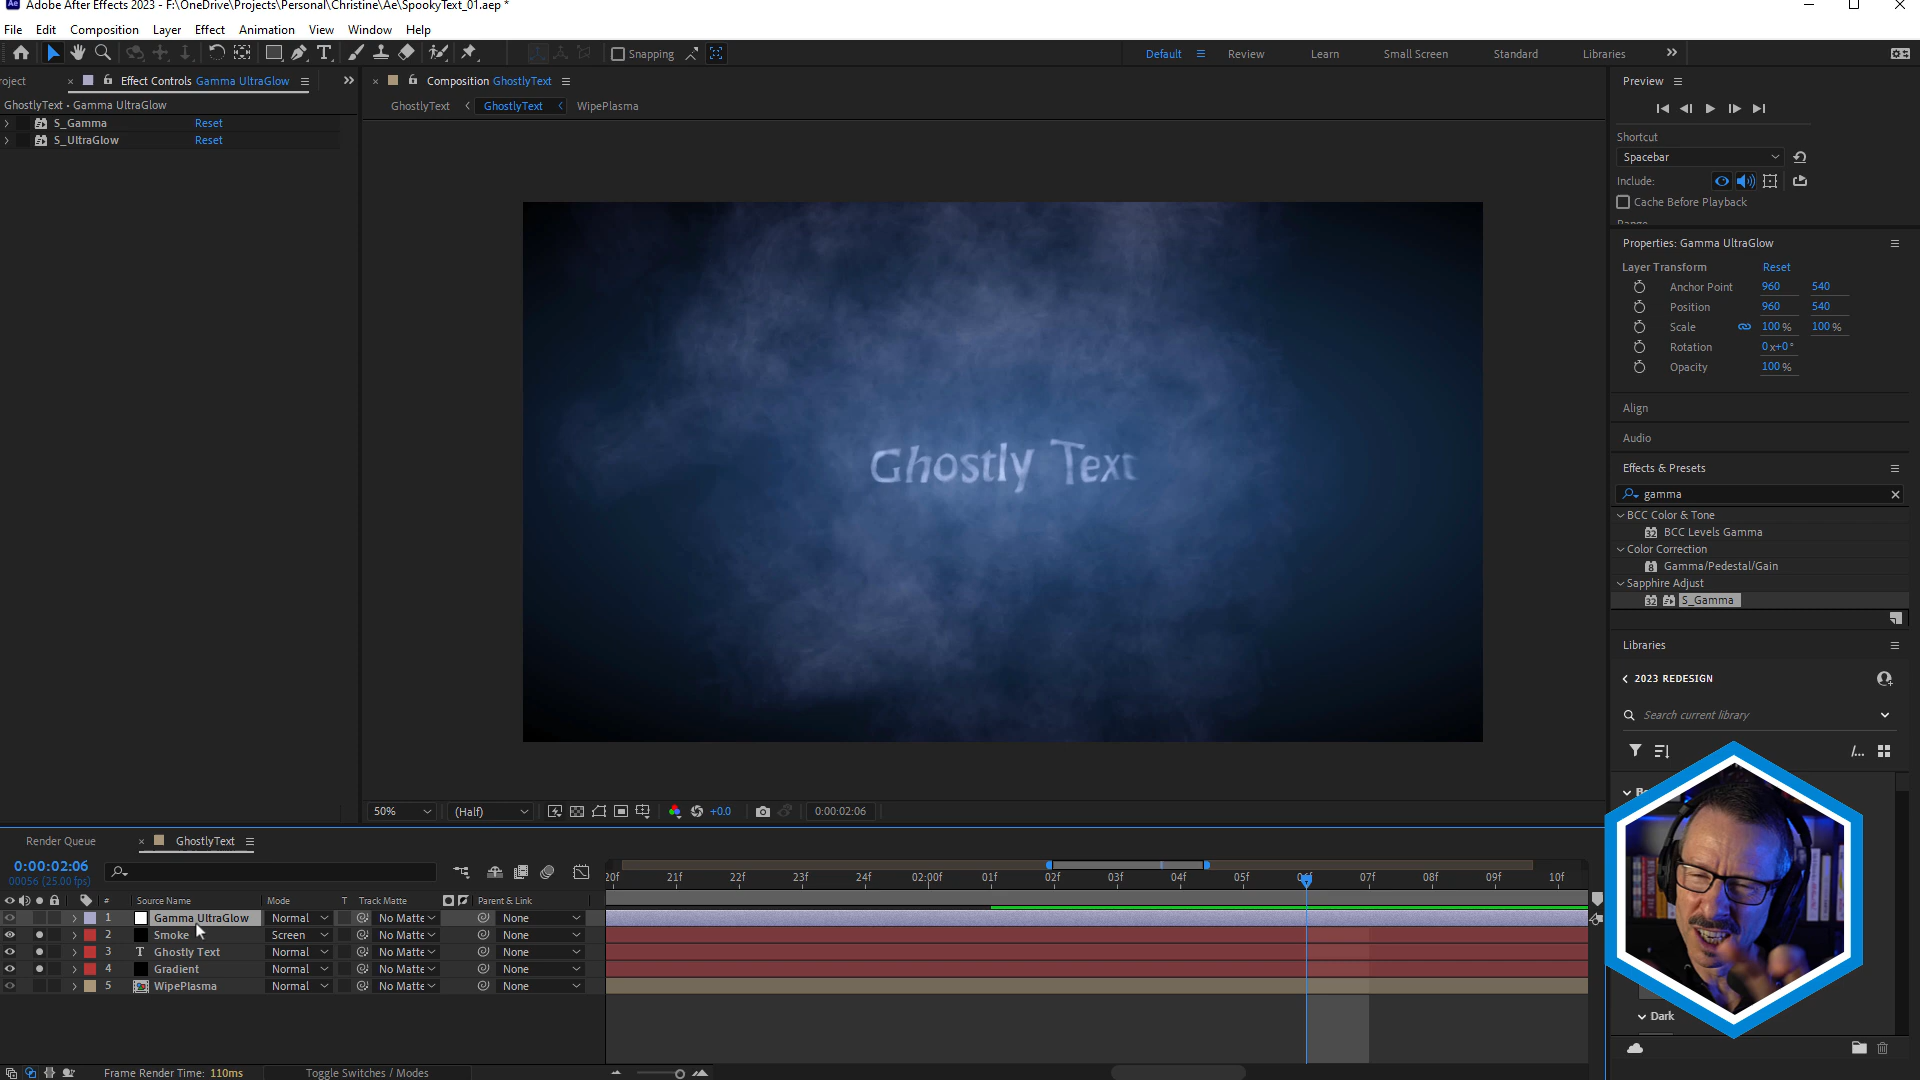 Adobe After Effects 2023 - F:\OneDrive\Projects\Personal\Christine\Ae\SpookyText_01.aep *
File Edit Composition Layer Effect Animation View Window Help
Snapping
Default Review Learn Small Screen Standard Libraries
roject Effect Controls Gamma UltraGlow
GhostlyText • Gamma UltraGlow
S_Gamma Reset
S_UltraGlow Reset
Composition GhostlyText
GhostlyText GhostlyText WipePlasma
Ghostly Text
50% (Half) +0.0 0:00:02:06
Preview
Shortcut
Spacebar
Include:
Cache Before Playback
Range
Properties: Gamma UltraGlow
Layer Transform Reset
Anchor Point 960 540
Position 960 540
Scale 100 % 100 %
Rotation 0 x+0 °
Opacity 100 %
Align
Audio
Effects & Presets
gamma
BCC Color & Tone
BCC Levels Gamma
Color Correction
Gamma/Pedestal/Gain
Sapphire Adjust
S_Gamma
Libraries
2023 REDESIGN
Search current library
/...
Dark
Render Queue GhostlyText
0:00:02:06
00056 (25.00 fps)
20f 21f 22f 23f 24f 02:00f 01f 02f 03f 04f 05f 06f 07f 08f 09f 10f
# Source Name Mode T Track Matte Parent & Link
1 Gamma UltraGlow Normal No Matte None
2 Smoke Screen No Matte None
3 T Ghostly Text Normal No Matte None
4 Gradient Normal No Matte None
5 WipePlasma Normal No Matte None
Frame Render Time: 110ms Toggle Switches / Modes